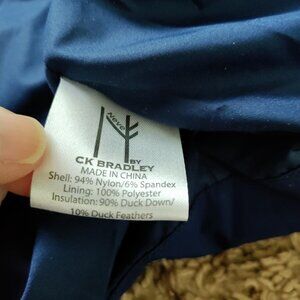 Neve
BY
CK BRADLEY
MADE IN CHINA
Shell: 94% Nylon/6% Spandex
Lining: 100% Polyester
Insulation: 90% Duck Down/
10% Duck Feathers